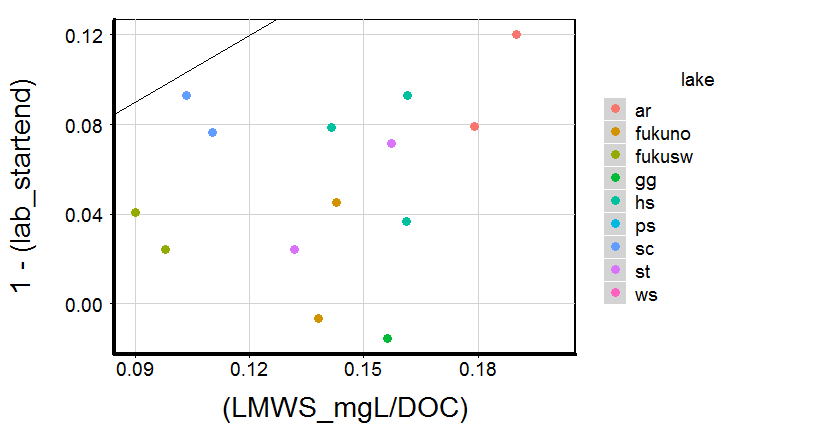 0.12
0.08
0.04
0.00
1 - (lab_startend)
0.09
0.12
0.15
0.18
(LMWS_mgL/DOC)
lake
ar
fukuno
fukusw
gg
hs
ps
sc
st
ws